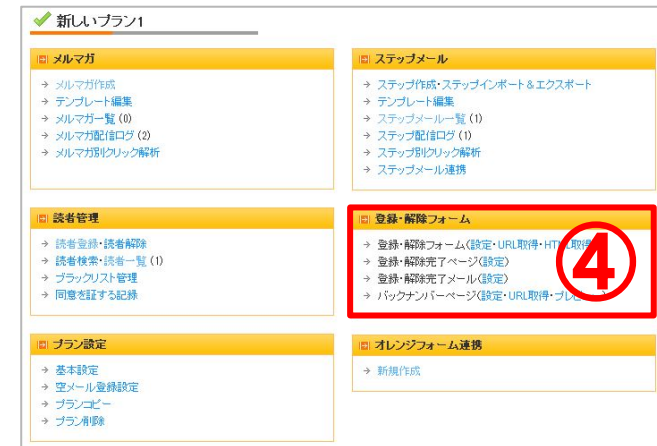 新しいプラン1
メルマガ
メルマガ作成
テンプレート編集
メルマガ一覧 (0)
メルマガ配信ログ (2)
メルマガ別クリック解析
ステップメール
ステップ作成・ステップインポート＆エクスポート
テンプレート編集
ステップメール一覧 (1)
ステップ配信ログ (1)
ステップ別クリック解析
ステップメール連携
読者管理
読者登録・読者解除
読者検索・読者一覧 (1)
ブラックリスト管理
同意を証する記録
登録・解除フォーム
登録・解除フォーム(設定・URL取得・HT
登録・解除完了ページ(設定)
登録・解除完了メール(設定)
バックナンバーページ(設定・URL取得・プレ
④
プラン設定
基本設定
空メール登録設定
プランコピー
プラン削除
オレンジフォーム連携
新規作成